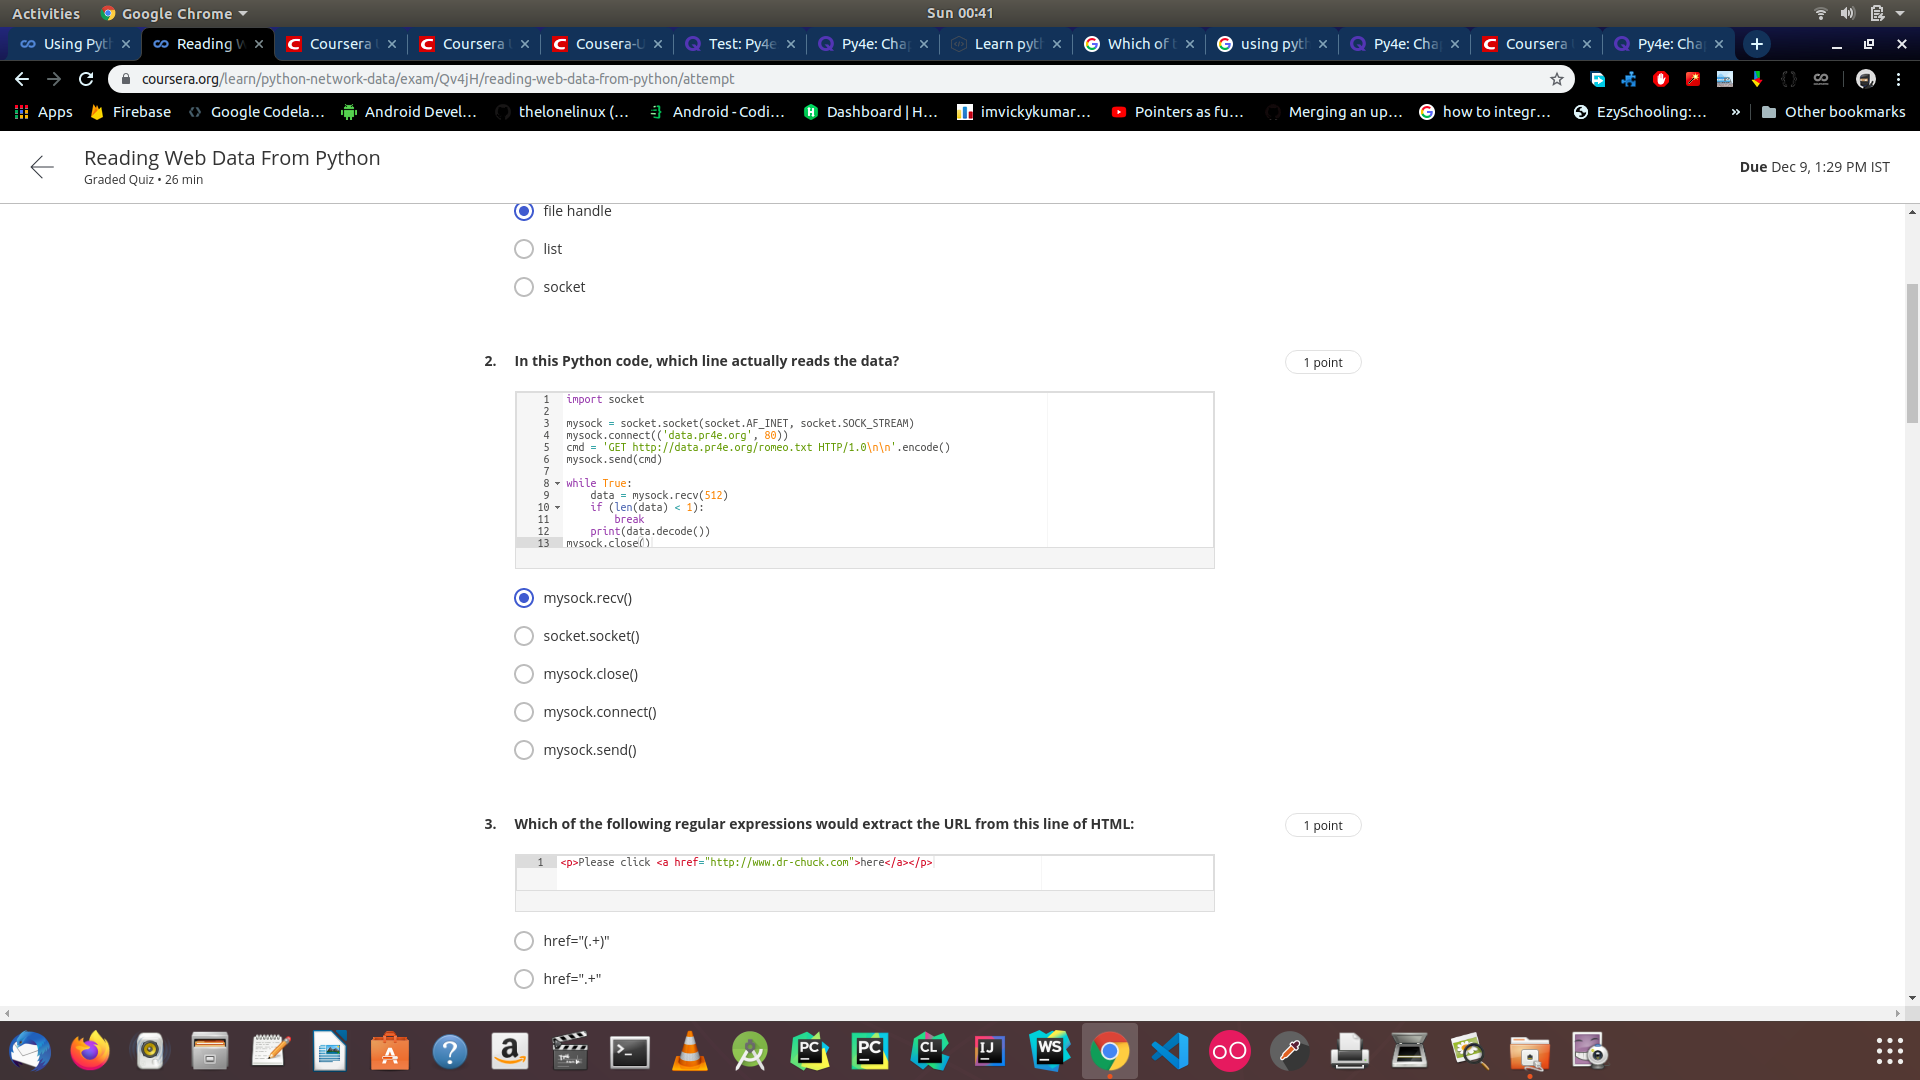 Activities Google Chrome Sun 00:41
Using Pyt Reading Coursera Coursera Cousera-U Test: Py4e Py4e: Cha Learn pyt Which of using pyt Py4e: Cha Coursera Py4e: Cha
coursera.org/learn/python-network-data/exam/Qv4jH/reading-web-data-from-python/attempt
Apps Firebase Google Codela... Android Devel... thelonelinux (... Android - Codi... Dashboard | H... imvickykumar... Pointers as fu... Merging an up... how to integr... EzySchooling:... » Other bookmarks
Reading Web Data From Python
Graded Quiz • 26 min
Due Dec 9, 1:29 PM IST
file handle
list
socket
2. In this Python code, which line actually reads the data? 1 point
1 import socket
2
3 mysock = socket.socket(socket.AF_INET, socket.SOCK_STREAM)
4 mysock.connect(('data.pr4e.org', 80))
5 cmd = 'GET http://data.pr4e.org/romeo.txt HTTP/1.0\n\n'.encode()
6 mysock.send(cmd)
7
8 while True:
9 data = mysock.recv(512)
10 if (len(data) < 1):
11 break
12 print(data.decode())
13 mysock.close()
mysock.recv()
socket.socket()
mysock.close()
mysock.connect()
mysock.send()
3. Which of the following regular expressions would extract the URL from this line of HTML: 1 point
1 <p>Please click <a href="http://www.dr-chuck.com">here</a></p>
href="(.+)"
href=".+"